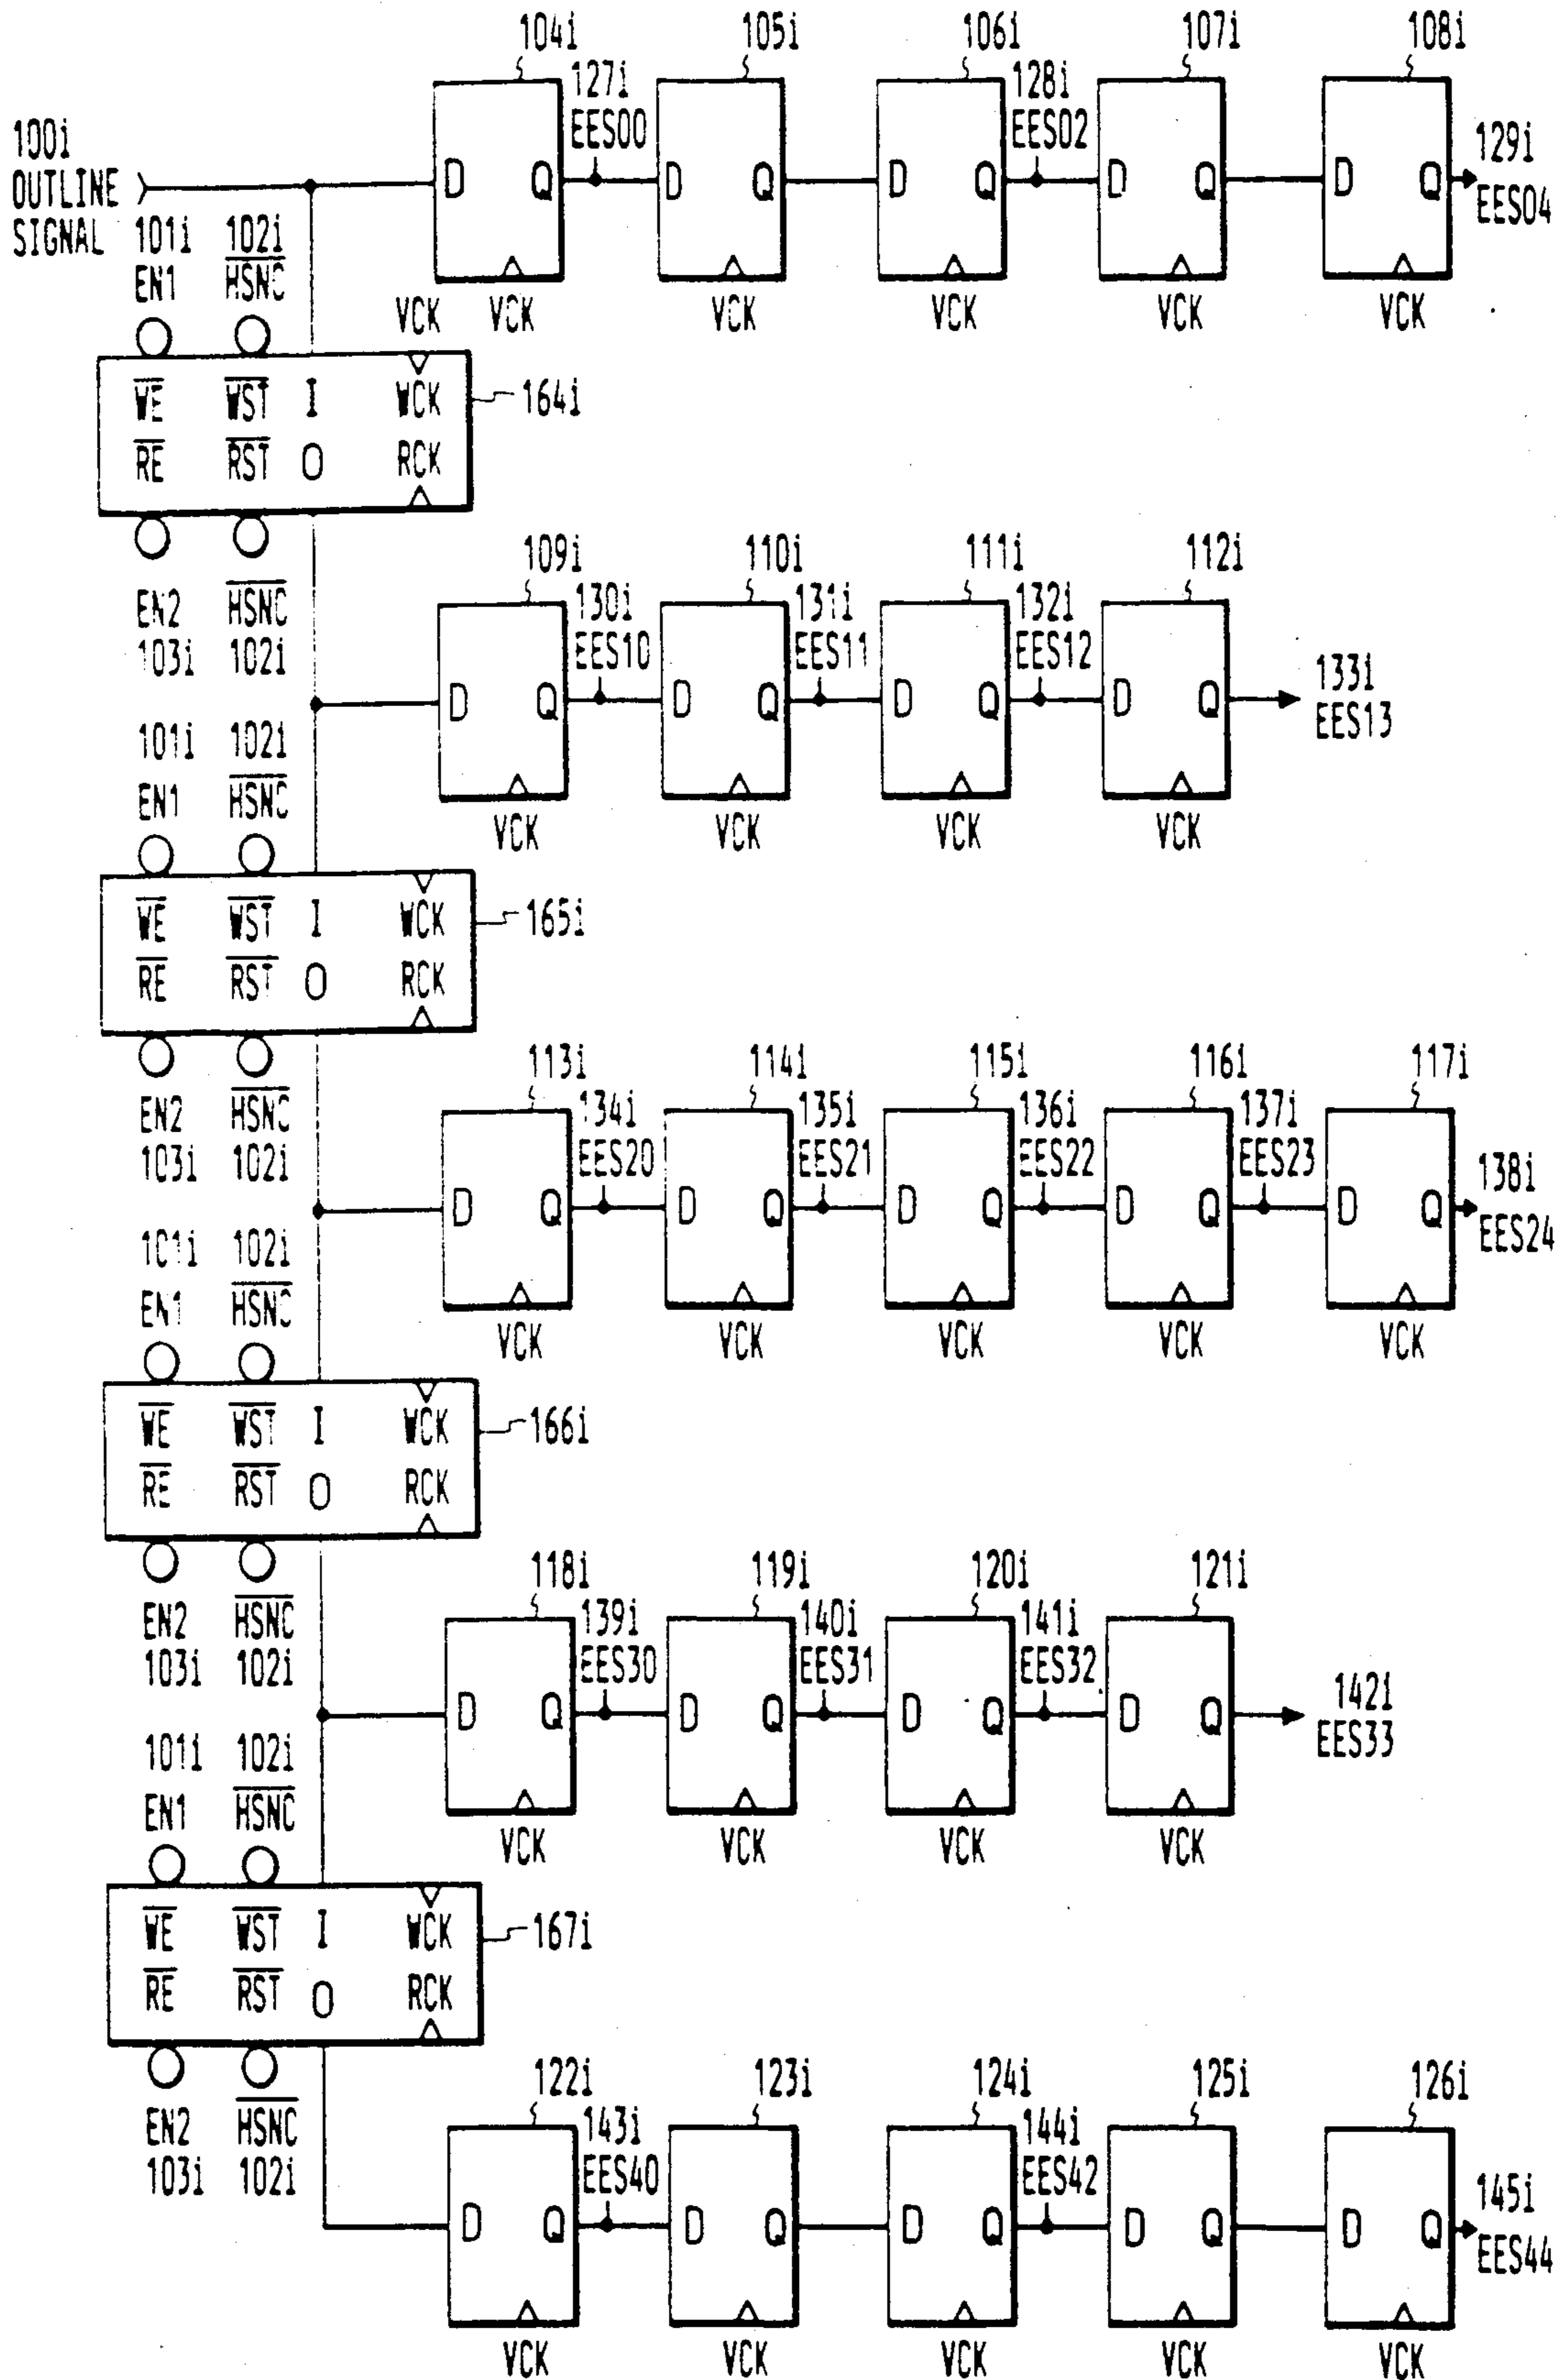 104i 105i 106i 107i 108i
127i 128i
EES00 EES02
100i
OUTLINE
SIGNAL
D Q D Q D Q D Q D Q
129i
EES04
101i 102i
EN1 HSNC
VCK VCK VCK VCK VCK VCK
WE WST I WCK
164i
RE RST O RCK
109i 110i 111i 112i
EN2 HSNC
103i 102i
130i 131i 132i
EES10 EES11 EES12
D Q D Q D Q D Q
133i
EES13
101i 102i
EN1 HSNC
VCK VCK VCK VCK
WE WST I WCK
165i
RE RST O RCK
113i 114i 115i 116i 117i
EN2 HSNC
103i 102i
134i 135i 136i 137i
EES20 EES21 EES22 EES23
D Q D Q D Q D Q D Q
138i
EES24
101i 102i
EN1 HSNC
VCK VCK VCK VCK VCK
WE WST I WCK
166i
RE RST O RCK
118i 119i 120i 121i
EN2 HSNC
103i 102i
139i 140i 141i
EES30 EES31 EES32
D Q D Q D Q D Q
142i
EES33
101i 102i
EN1 HSNC
VCK VCK VCK VCK
WE WST I WCK
167i
RE RST O RCK
122i 123i 124i 125i 126i
EN2 HSNC
103i 102i
143i 144i
EES40 EES42
D Q D Q D Q D Q D Q
145i
EES44
VCK VCK VCK VCK VCK